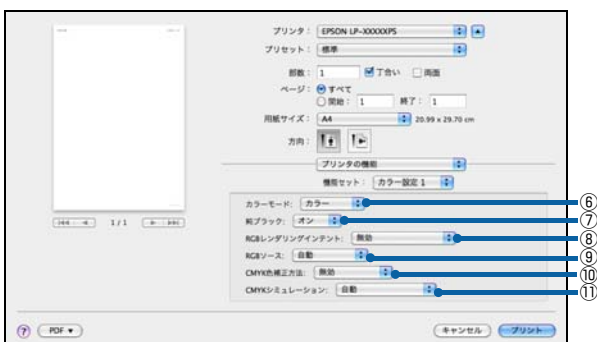 プリンタ： EPSON LP-XXXXXPS
プリセット： 標準
部数： 1 丁合い 両面
ページ： すべて
開始： 1 終了： 1
用紙サイズ： A4 20.99 x 29.70 cm
方向：
プリンタの機能
機能セット： カラー設定 1
カラーモード： カラー ⑥
純ブラック： オン ⑦
RGBレンダリングインテント： 無効 ⑧
RGBソース： 自動 ⑨
CMYK色補正方法： 無効 ⑩
CMYKシミュレーション： 自動 ⑪
1 / 1
? PDF キャンセル プリント